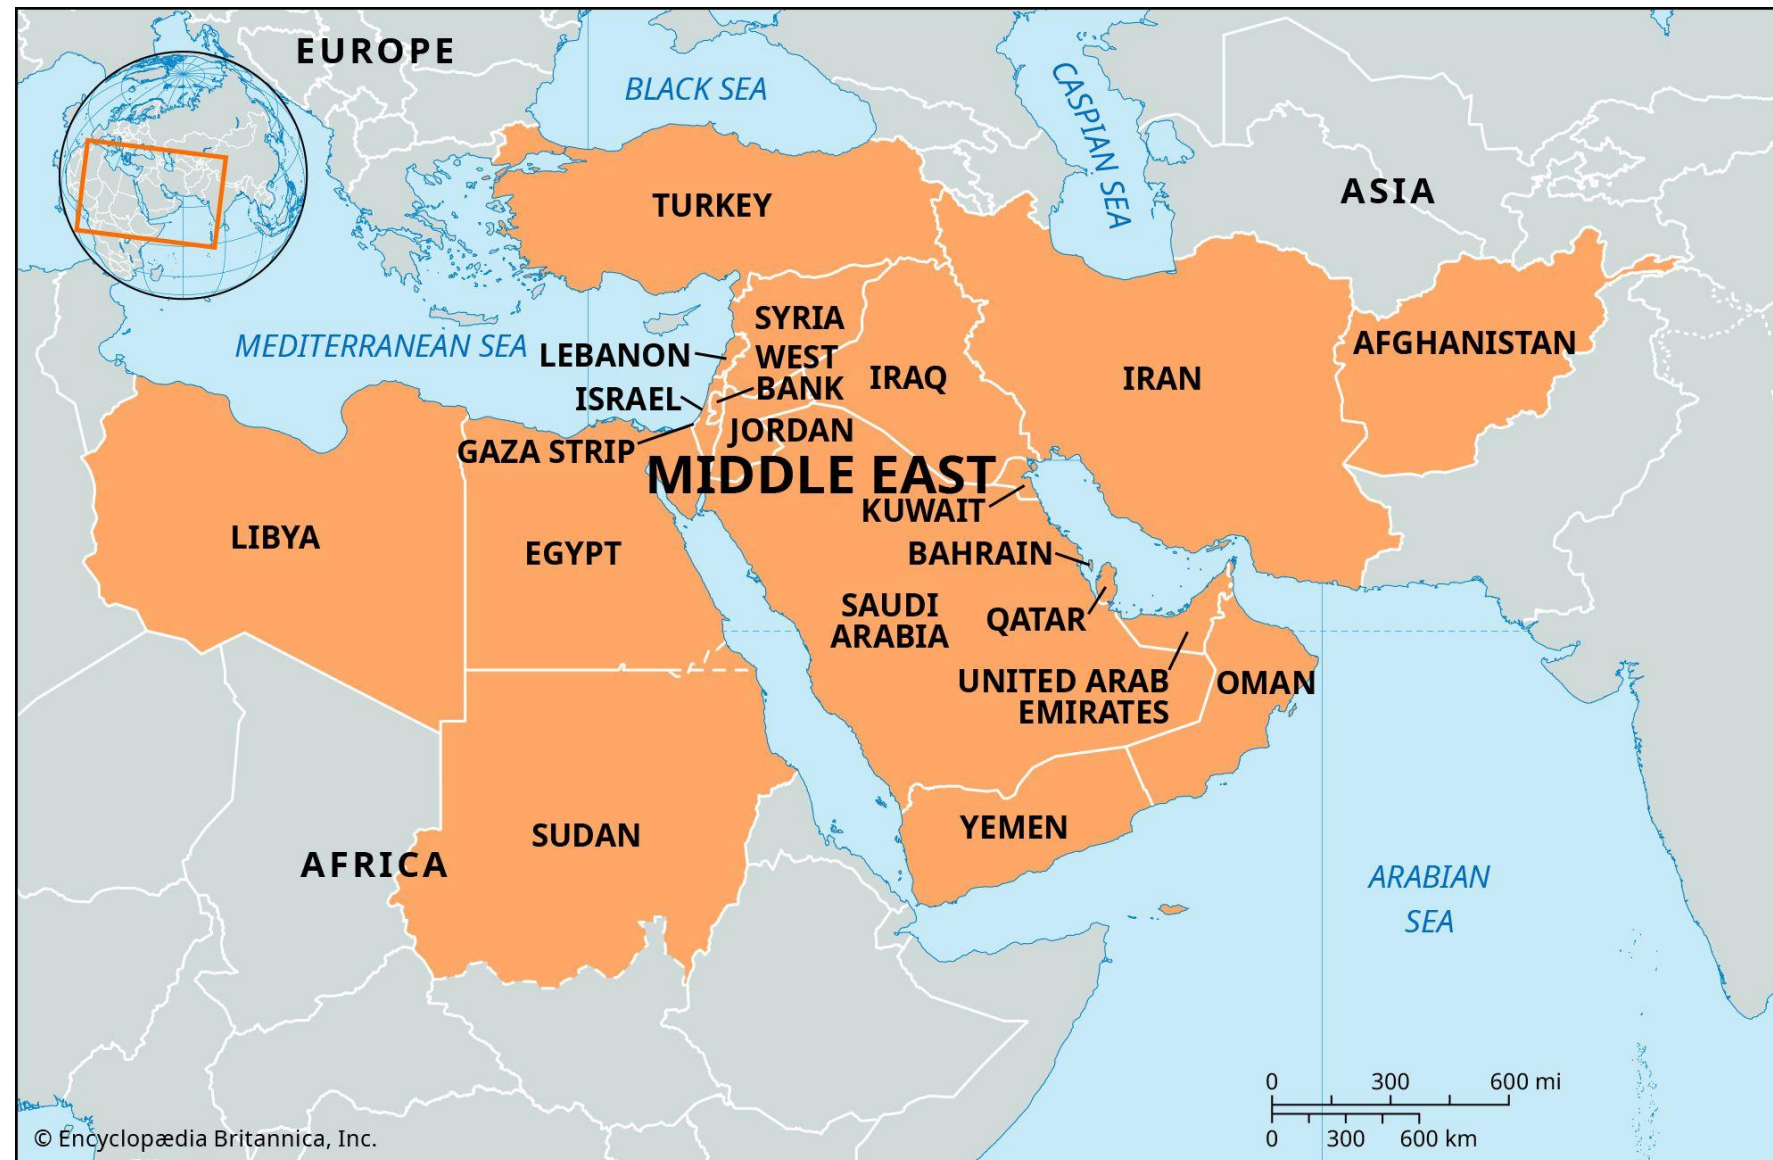 EUROPE
BLACK SEA
CASPIAN SEA
ASIA
TURKEY
MEDITERRANEAN SEA
SYRIA
LEBANON
WEST
BANK
ISRAEL
IRAQ
IRAN
AFGHANISTAN
JORDAN
GAZA STRIP
MIDDLE EAST
KUWAIT
LIBYA
EGYPT
BAHRAIN
SAUDI
ARABIA
QATAR
UNITED ARAB
EMIRATES
OMAN
SUDAN
YEMEN
AFRICA
ARABIAN
SEA
0 300 600 mi
0 300 600 km
© Encyclopædia Britannica, Inc.